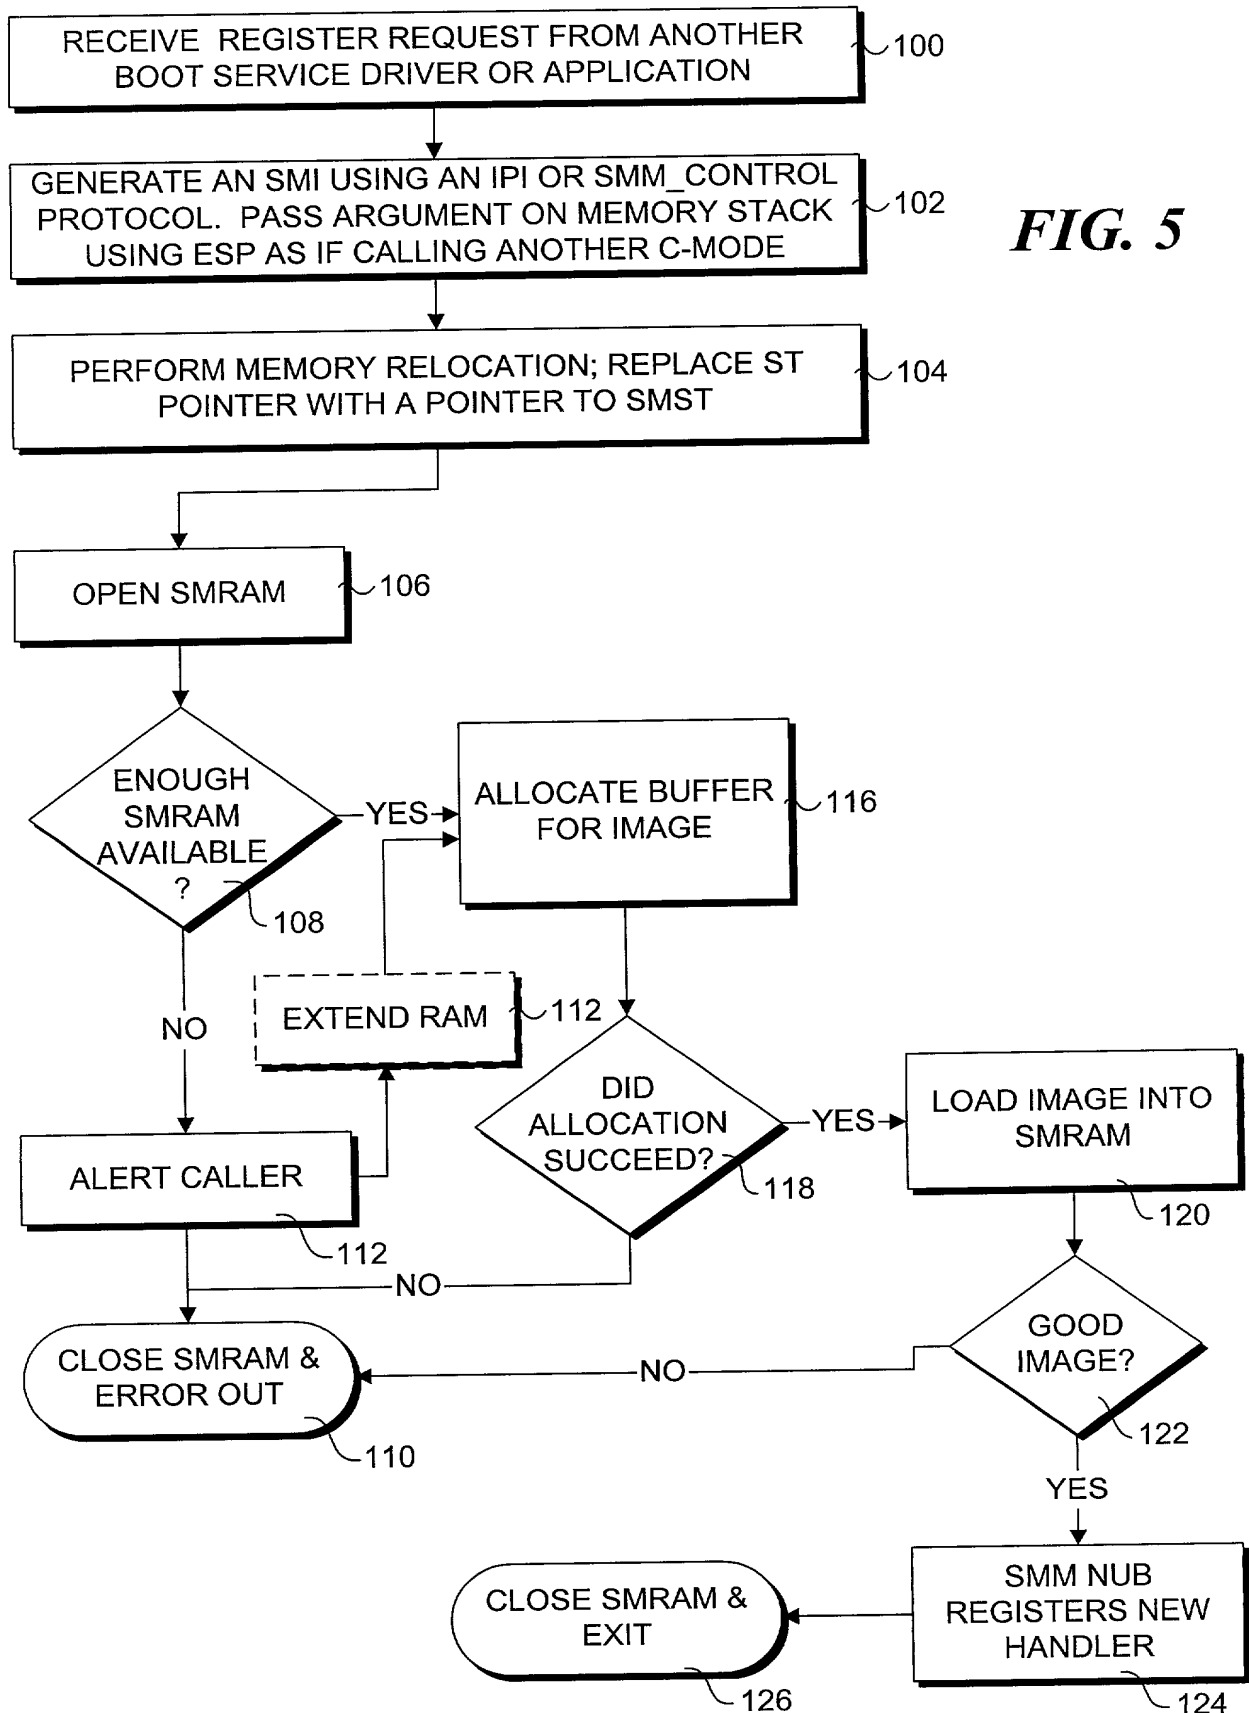 RECEIVE REGISTER REQUEST FROM ANOTHER
BOOT SERVICE DRIVER OR APPLICATION
100
GENERATE AN SMI USING AN IPI OR SMM_CONTROL
PROTOCOL. PASS ARGUMENT ON MEMORY STACK
USING ESP AS IF CALLING ANOTHER C-MODE
102
FIG. 5
PERFORM MEMORY RELOCATION; REPLACE ST
POINTER WITH A POINTER TO SMST
104
OPEN SMRAM
106
ENOUGH
SMRAM
AVAILABLE
?
108
YES
ALLOCATE BUFFER
FOR IMAGE
116
NO
EXTEND RAM
112
DID
ALLOCATION
SUCCEED?
118
YES
LOAD IMAGE INTO
SMRAM
120
ALERT CALLER
112
NO
GOOD
IMAGE?
122
NO
CLOSE SMRAM &
ERROR OUT
110
YES
SMM NUB
REGISTERS NEW
HANDLER
124
CLOSE SMRAM &
EXIT
126